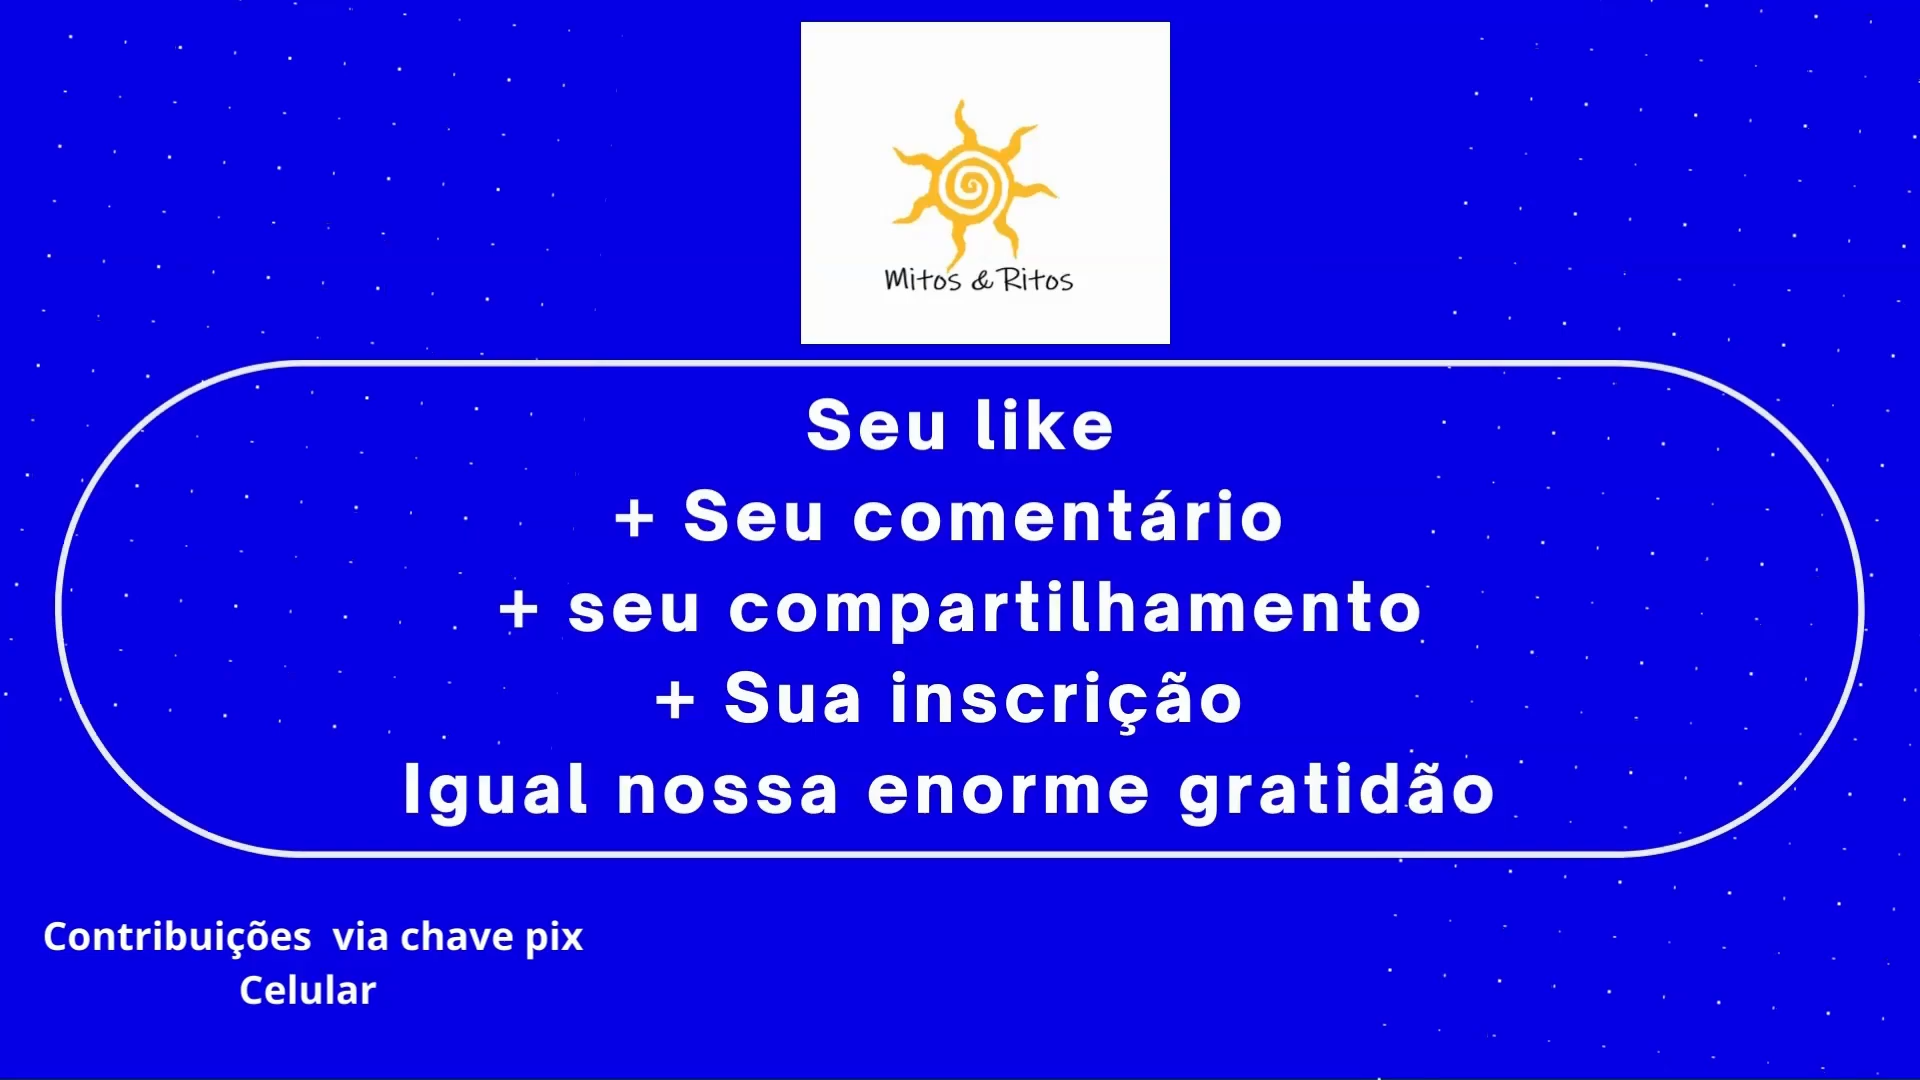 Mitos & Ritos
Seu like
+ Seu comentário
+ seu compartilhamento
+ Sua inscrição
Igual nossa enorme gratidão
Contribuições via chave pix
Celular